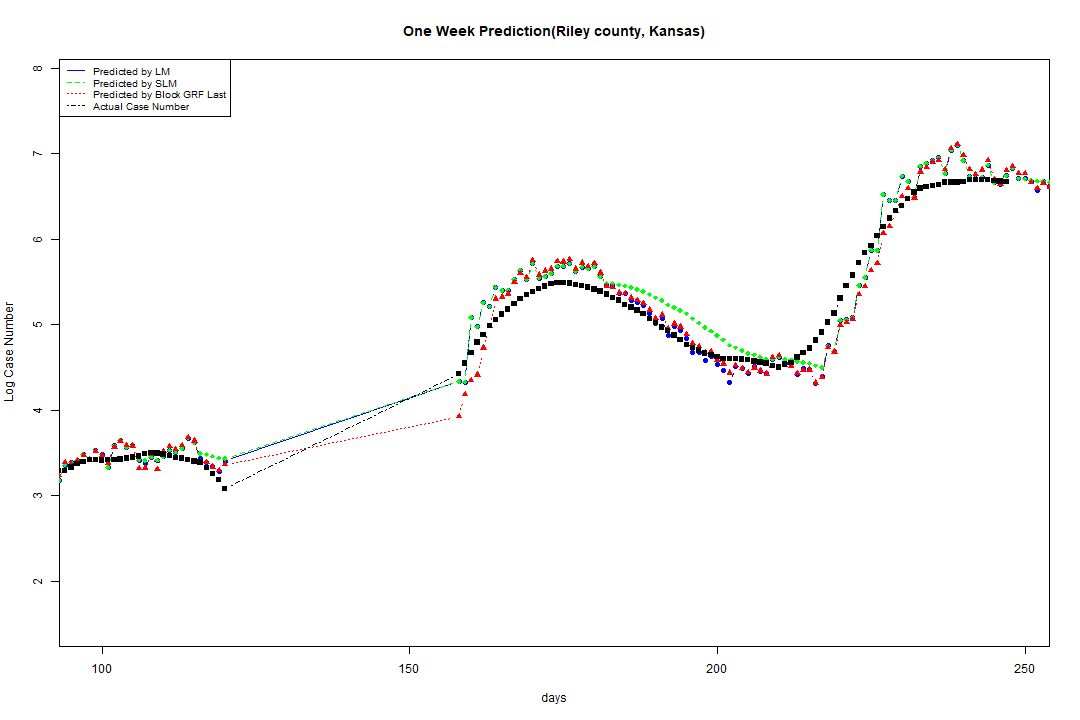 One Week Prediction(Riley county, Kansas)
Predicted by LM
Predicted by SLM
Predicted by Block GRF Last
Actual Case Number
8
7
6
5
4
3
2
Log Case Number
100 150 200 250
days